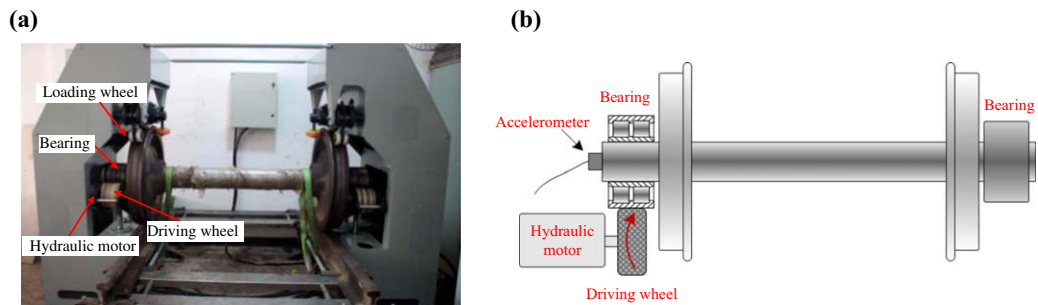 (a)
Loading wheel
Bearing
Driving wheel
Hydraulic motor
(b)
Bearing
Bearing
Accelerometer
Hydraulic
motor
Driving wheel